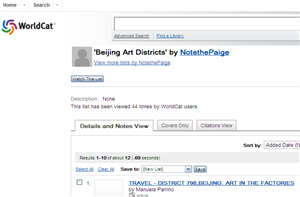 Home Search
WorldCat
Advanced Search Find a Library
'Beijing Art Districts' by NotethePaige
View more lists by NotethePaige
Watch This List
Description: None
This list has been viewed 44 times by WorldCat users.
Details and Notes View Covers Only Citations View
Sort by: Added Date (N
Results 1-10 of about 12 (.69 seconds)
Select All Clear All Save to: [New List] Save
1. TRAVEL - DISTRICT 798,BEIJING, ART IN THE FACTORIES
by Manuela Parrino